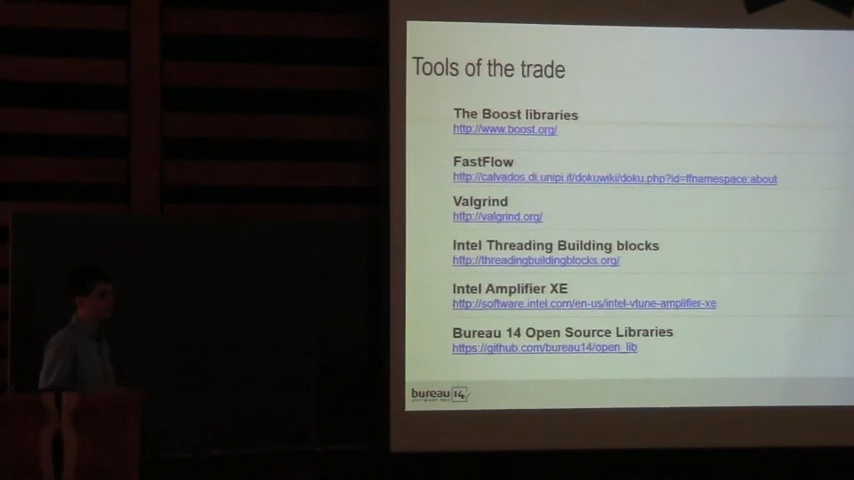 Tools of the trade
The Boost libraries
http://www.boost.org/
FastFlow
http://calvados.di.unipi.it/dokuwiki/doku.php?id=ffnamespace:about
Valgrind
http://valgrind.org/
Intel Threading Building blocks
http://threadingbuildingblocks.org/
Intel Amplifier XE
http://software.intel.com/en-us/intel-vtune-amplifier-xe
Bureau 14 Open Source Libraries
https://github.com/bureau14/open_lib
bureau 14